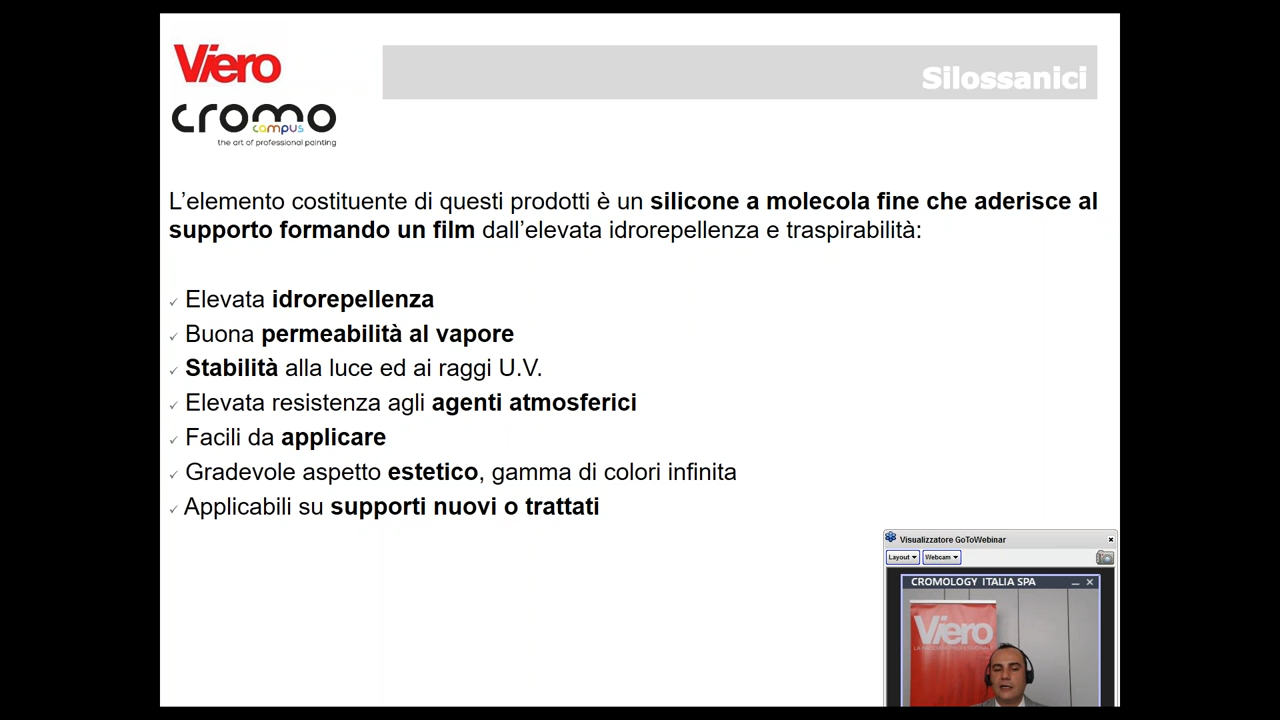 Viero
cromo
campus
the art of professional painting
Silossanici
L’elemento costituente di questi prodotti è un silicone a molecola fine che aderisce al
supporto formando un film dall’elevata idrorepellenza e traspirabilità:
✓ Elevata idrorepellenza
✓ Buona permeabilità al vapore
✓ Stabilità alla luce ed ai raggi U.V.
✓ Elevata resistenza agli agenti atmosferici
✓ Facili da applicare
✓ Gradevole aspetto estetico, gamma di colori infinita
✓ Applicabili su supporti nuovi o trattati
Visualizzatore GoToWebinar
Layout Webcam
CROMOLOGY ITALIA SPA
Viero